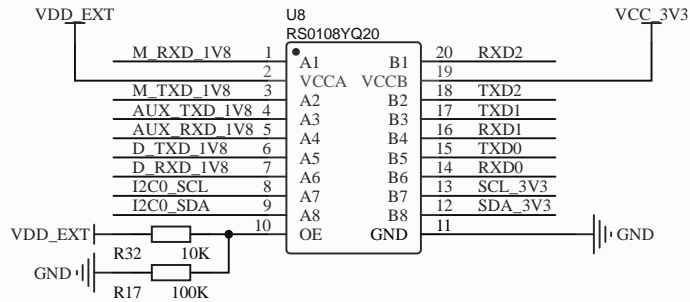 VDD_EXT
U8
RS0108YQ20
VCC_3V3
M_RXD_1V8 1 A1 B1 20 RXD2
2 VCCA VCCB 19
M_TXD_1V8 3 A2 B2 18 TXD2
AUX_TXD_1V8 4 A3 B3 17 TXD1
AUX_RXD_1V8 5 A4 B4 16 RXD1
D_TXD_1V8 6 A5 B5 15 TXD0
D_RXD_1V8 7 A6 B6 14 RXD0
I2C0_SCL 8 A7 B7 13 SCL_3V3
I2C0_SDA 9 A8 B8 12 SDA_3V3
VDD_EXT 10 OE GND 11 GND
R32 10K
GND
R17 100K